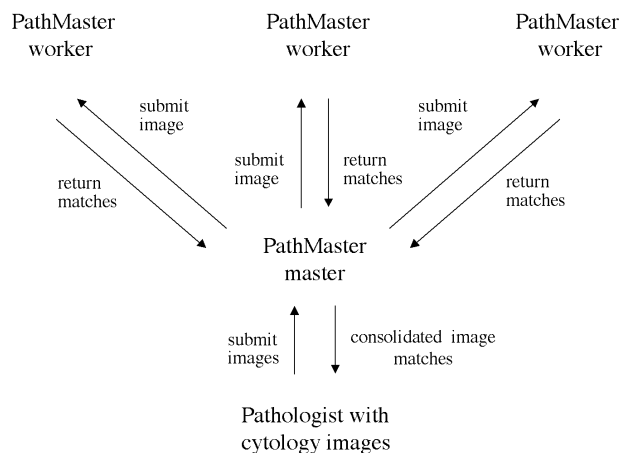 PathMaster
worker
PathMaster
worker
PathMaster
worker
submit
image
submit
image
submit
image
return
matches
return
matches
return
matches
PathMaster
master
submit
images
consolidated image
matches
Pathologist with
cytology images